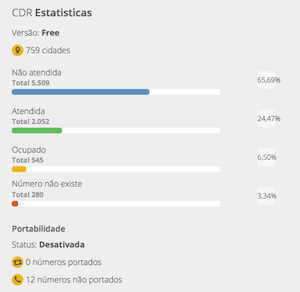 CDR Estatisticas
Versão: Free
759 cidades
Não atendida
Total 5.509
65,69%
Atendida
Total 2.052
24,47%
Ocupado
Total 545
6,50%
Número não existe
Total 280
3,34%
Portabilidade
Status: Desativada
0 números portados
12 números não portados